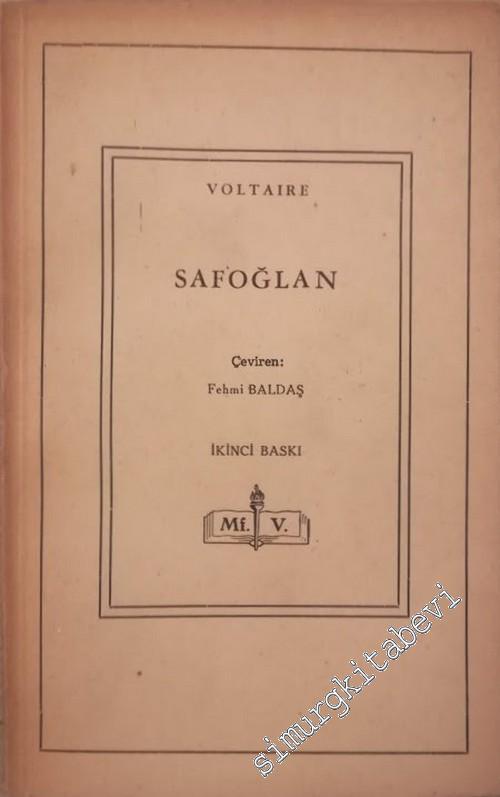 VOLTAIRE
SAFOĞLAN
Çeviren:
Fehmi BALDAŞ
İKİNCİ BASKI
Mf. V.
simurgkitabevi